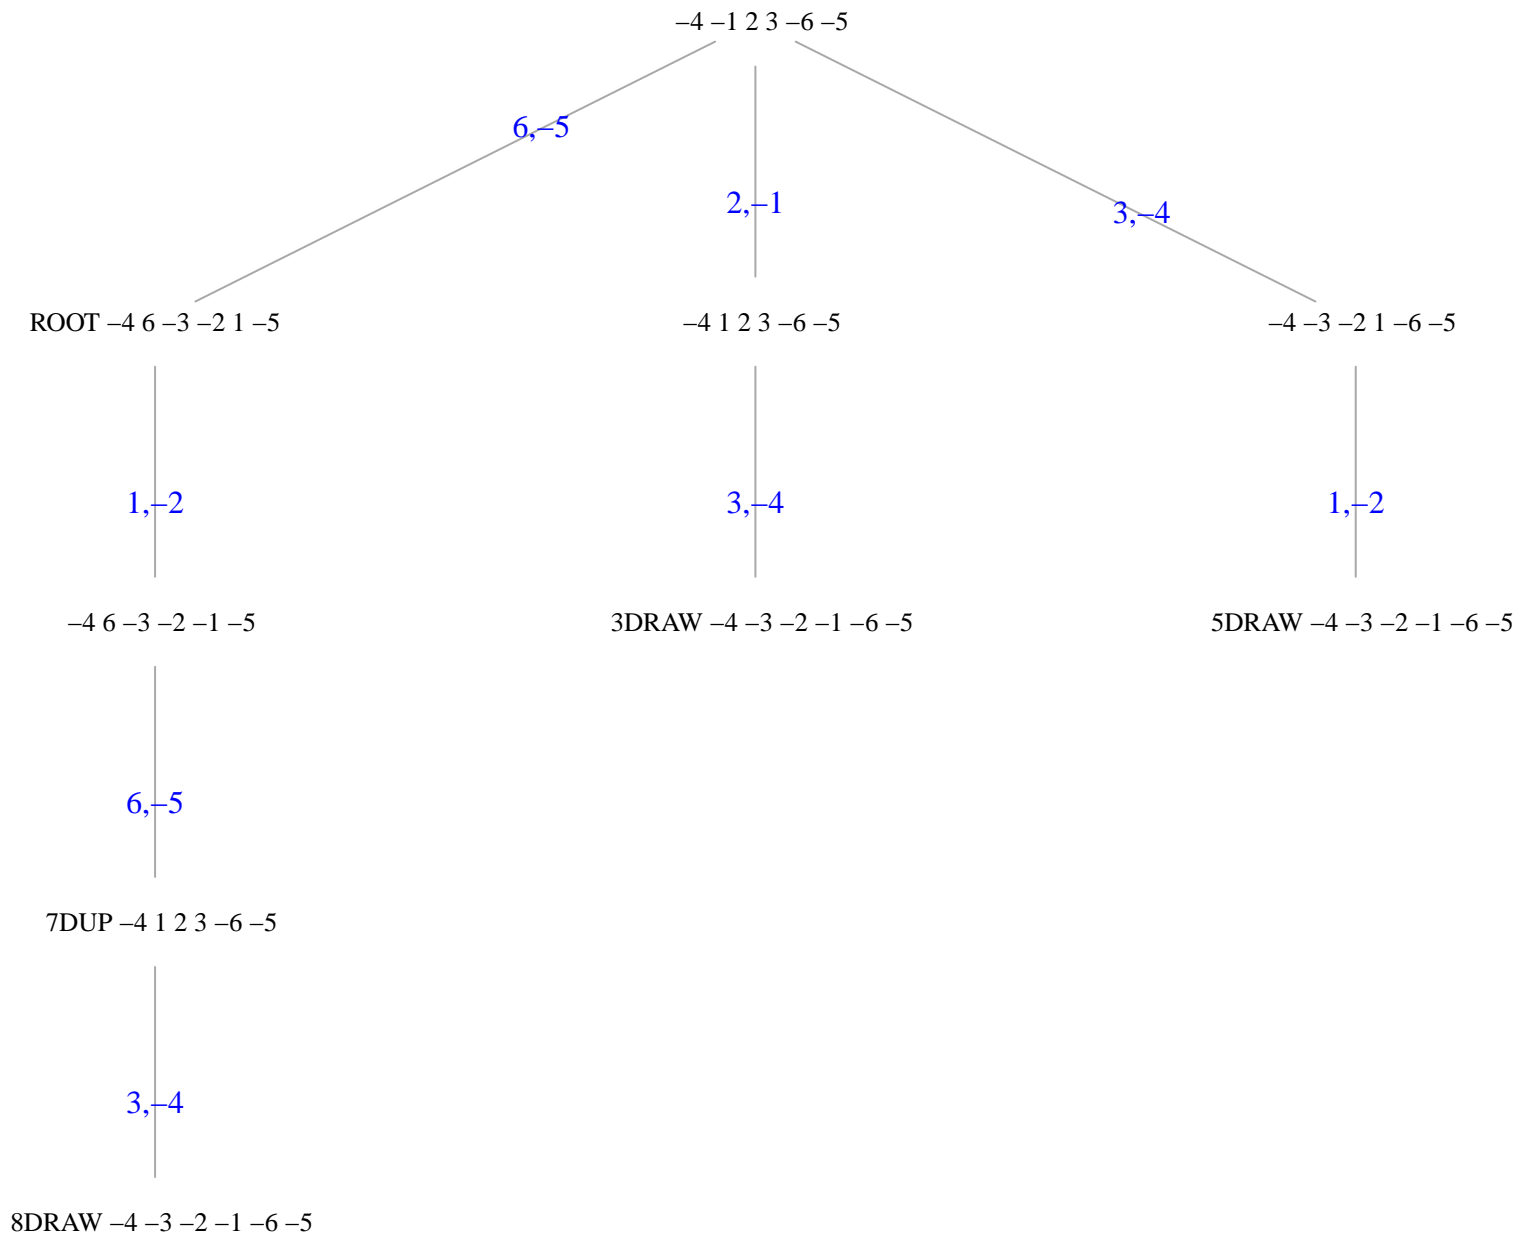 –4 –1 2 3 –6 –5
6,–5
2,–1
3,–4
ROOT –4 6 –3 –2 1 –5
–4 1 2 3 –6 –5
–4 –3 –2 1 –6 –5
1,–2
3,–4
1,–2
–4 6 –3 –2 –1 –5
3DRAW –4 –3 –2 –1 –6 –5
5DRAW –4 –3 –2 –1 –6 –5
6,–5
7DUP –4 1 2 3 –6 –5
3,–4
8DRAW –4 –3 –2 –1 –6 –5